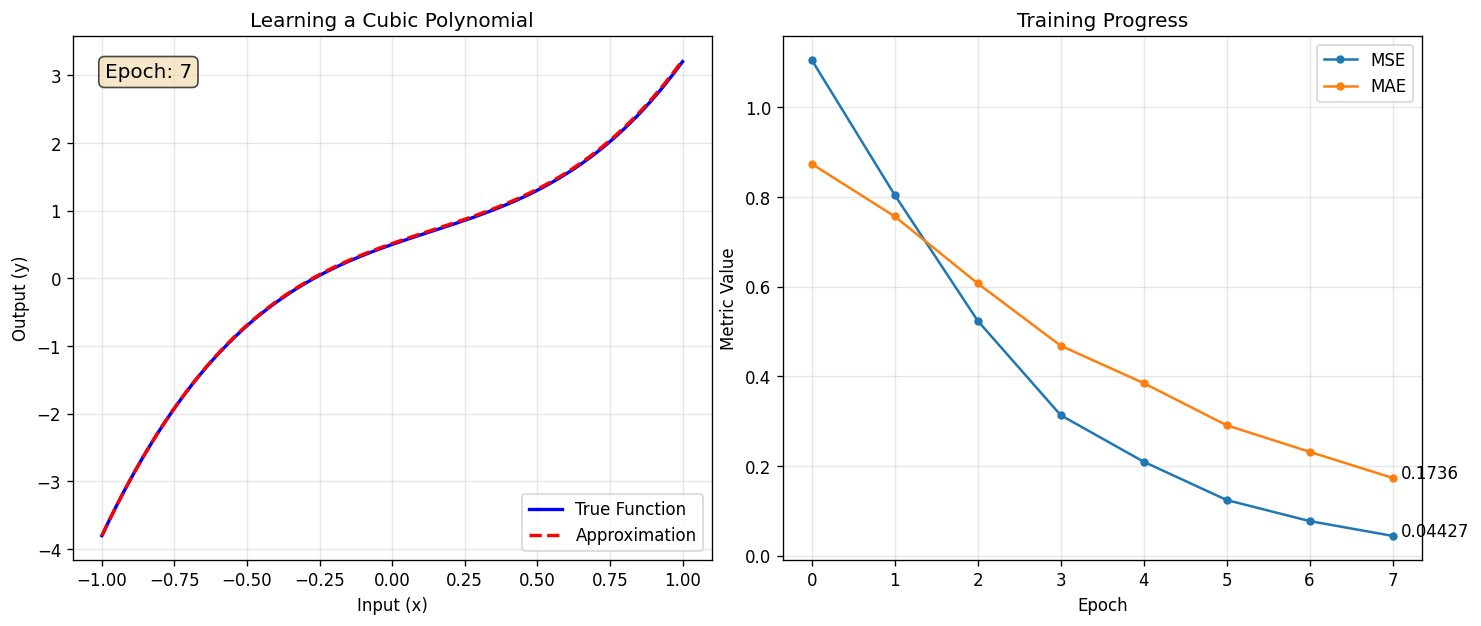 Learning a Cubic Polynomial
Epoch: 7
3
2
1
0
−1
−2
−3
−4
Output (y)
True Function
Approximation
−1.00 −0.75 −0.50 −0.25 0.00 0.25 0.50 0.75 1.00
Input (x)
Training Progress
MSE
MAE
1.0
0.8
0.6
0.4
0.2
0.0
Metric Value
0.1736
0.04427
0 1 2 3 4 5 6 7
Epoch